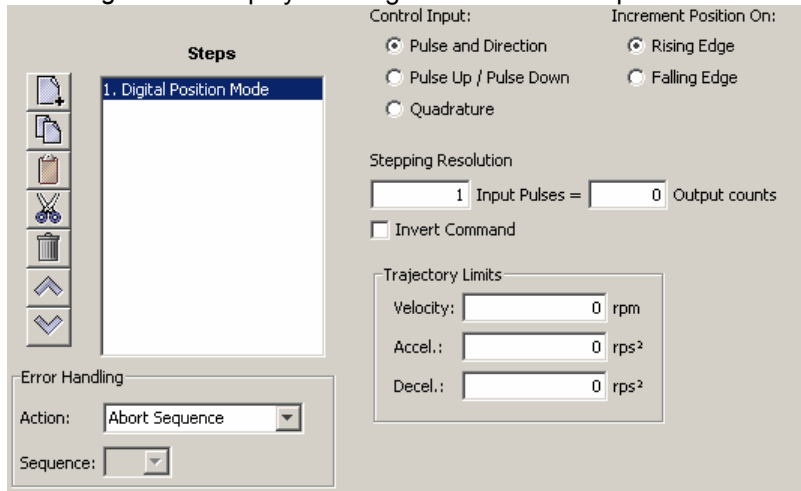 Control Input:
Increment Position On:
Steps
Pulse and Direction
Rising Edge
1. Digital Position Mode
Pulse Up / Pulse Down
Falling Edge
Quadrature
Stepping Resolution
1 Input Pulses = 0 Output counts
Invert Command
Trajectory Limits
Velocity: 0 rpm
Accel.: 0 rps²
Decel.: 0 rps²
Error Handling
Action: Abort Sequence
Sequence: